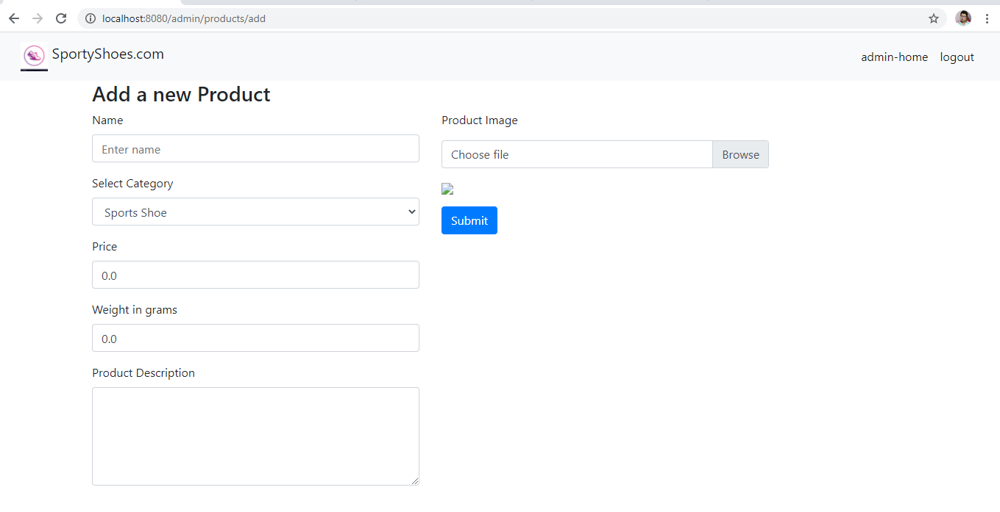 localhost:8080/admin/products/add
SportyShoes.com
admin-home logout
Add a new Product
Name
Enter name
Select Category
Sports Shoe
Price
0.0
Weight in grams
0.0
Product Description
Product Image
Choose file Browse
Submit